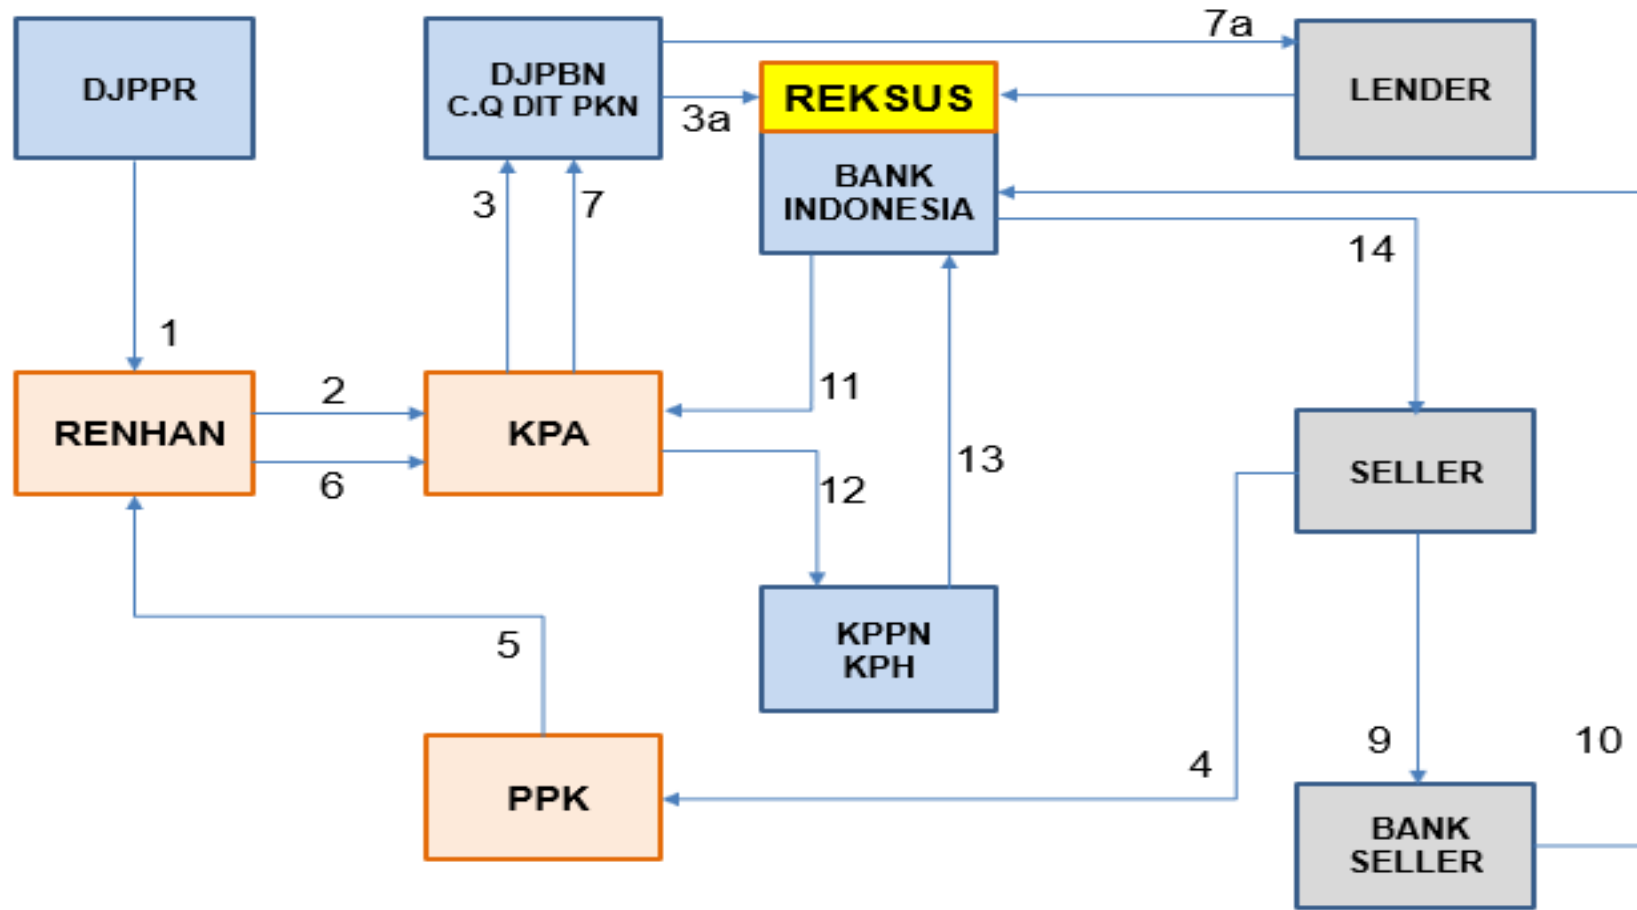 7a
DJPPR
DJPBN
C.Q DIT PKN
3a
REKSUS
BANK
INDONESIA
LENDER
3
7
14
1
2
11
RENHAN
KPA
6
12
13
SELLER
5
KPPN
KPH
4
9
10
PPK
BANK
SELLER